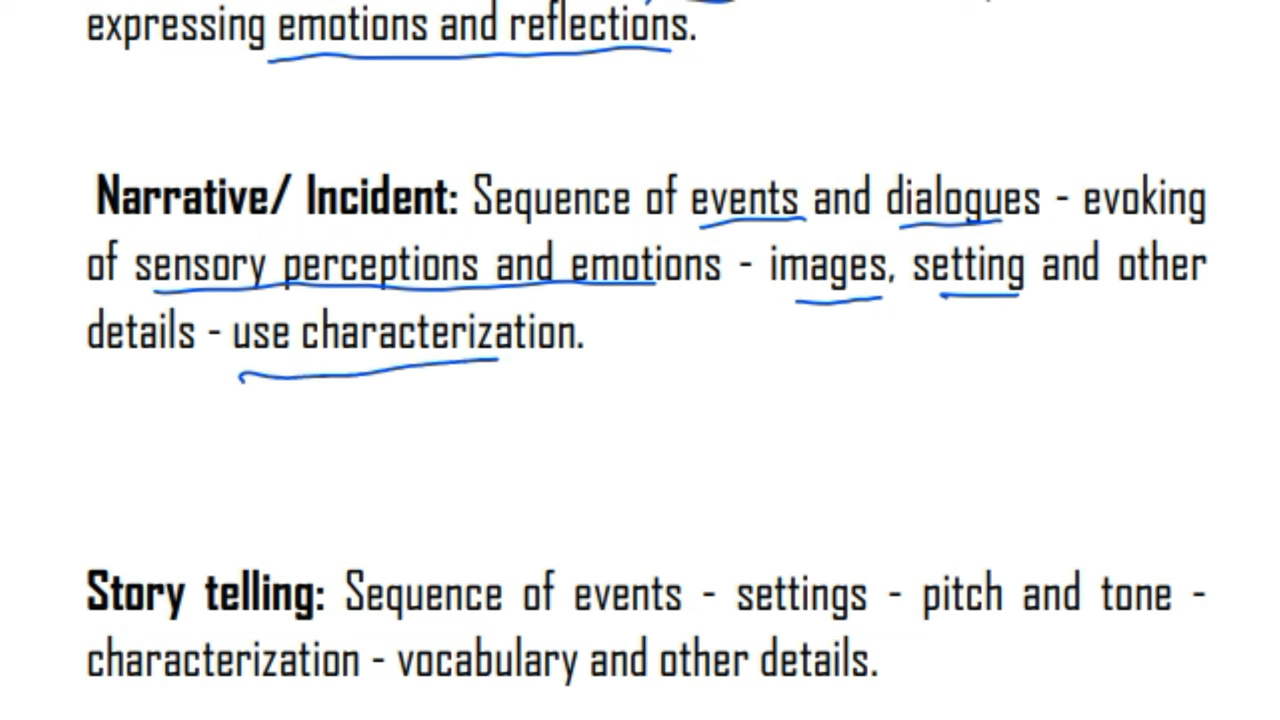 expressing emotions and reflections.
Narrative/ Incident: Sequence of events and dialogues - evoking
of sensory perceptions and emotions - images, setting and other
details - use characterization.
Story telling: Sequence of events - settings - pitch and tone -
characterization - vocabulary and other details.